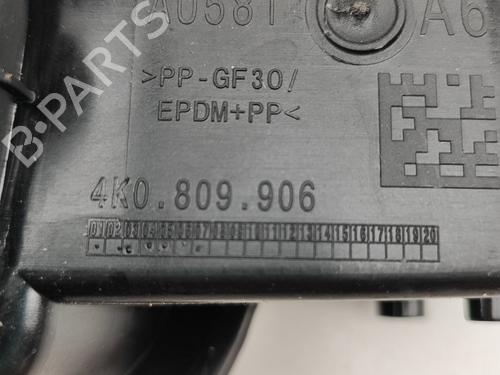 A0581 A6
>PP-GF30/
EPDM+PP<
4K0.809.906
01 02 03 04 05 06 07 08 09 10 11 12 13 14 15 16 17 18 19 20
B-PARTS